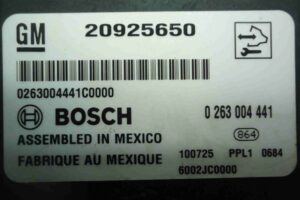 GM 20925650
0263004441C0000
BOSCH 0 263 004 441
ASSEMBLED IN MEXICO 864
FABRIQUE AU MEXIQUE 100725 PPL1 0684
6002JC0000